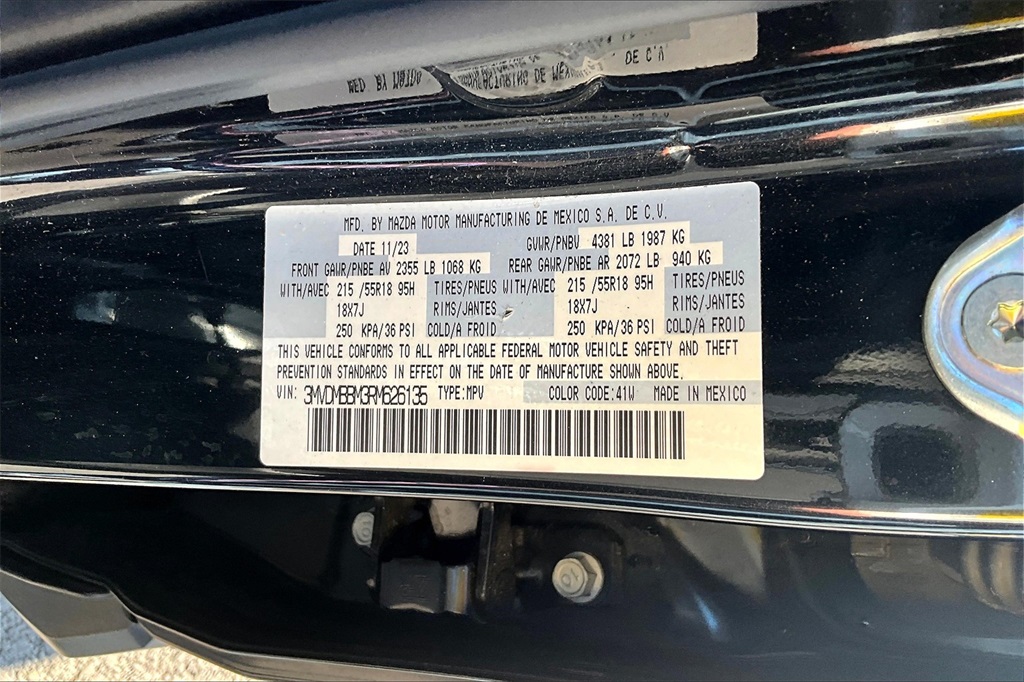 MFD. BY MAZDA MOTOR MANUFACTURING DE MEXICO S.A. DE C.V.
DATE 11/23 GVWR/PNBV 4381 LB 1987 KG
FRONT GAWR/PNBE AV 2355 LB 1068 KG REAR GAWR/PNBE AR 2072 LB 940 KG
WITH/AVEC 215 /55R18 95H TIRES/PNEUS WITH/AVEC 215 /55R18 95H TIRES/PNEUS
18X7J RIMS/JANTES 18X7J RIMS/JANTES
250 KPA/36 PSI COLD/A FROID 250 KPA/36 PSI COLD/A FROID
THIS VEHICLE CONFORMS TO ALL APPLICABLE FEDERAL MOTOR VEHICLE SAFETY AND THEFT
PREVENTION STANDARDS IN EFFECT ON THE DATE OF MANUFACTURE SHOWN ABOVE.
VIN: 3MVDMBBM3RM626135 TYPE:MPV COLOR CODE:41W MADE IN MEXICO